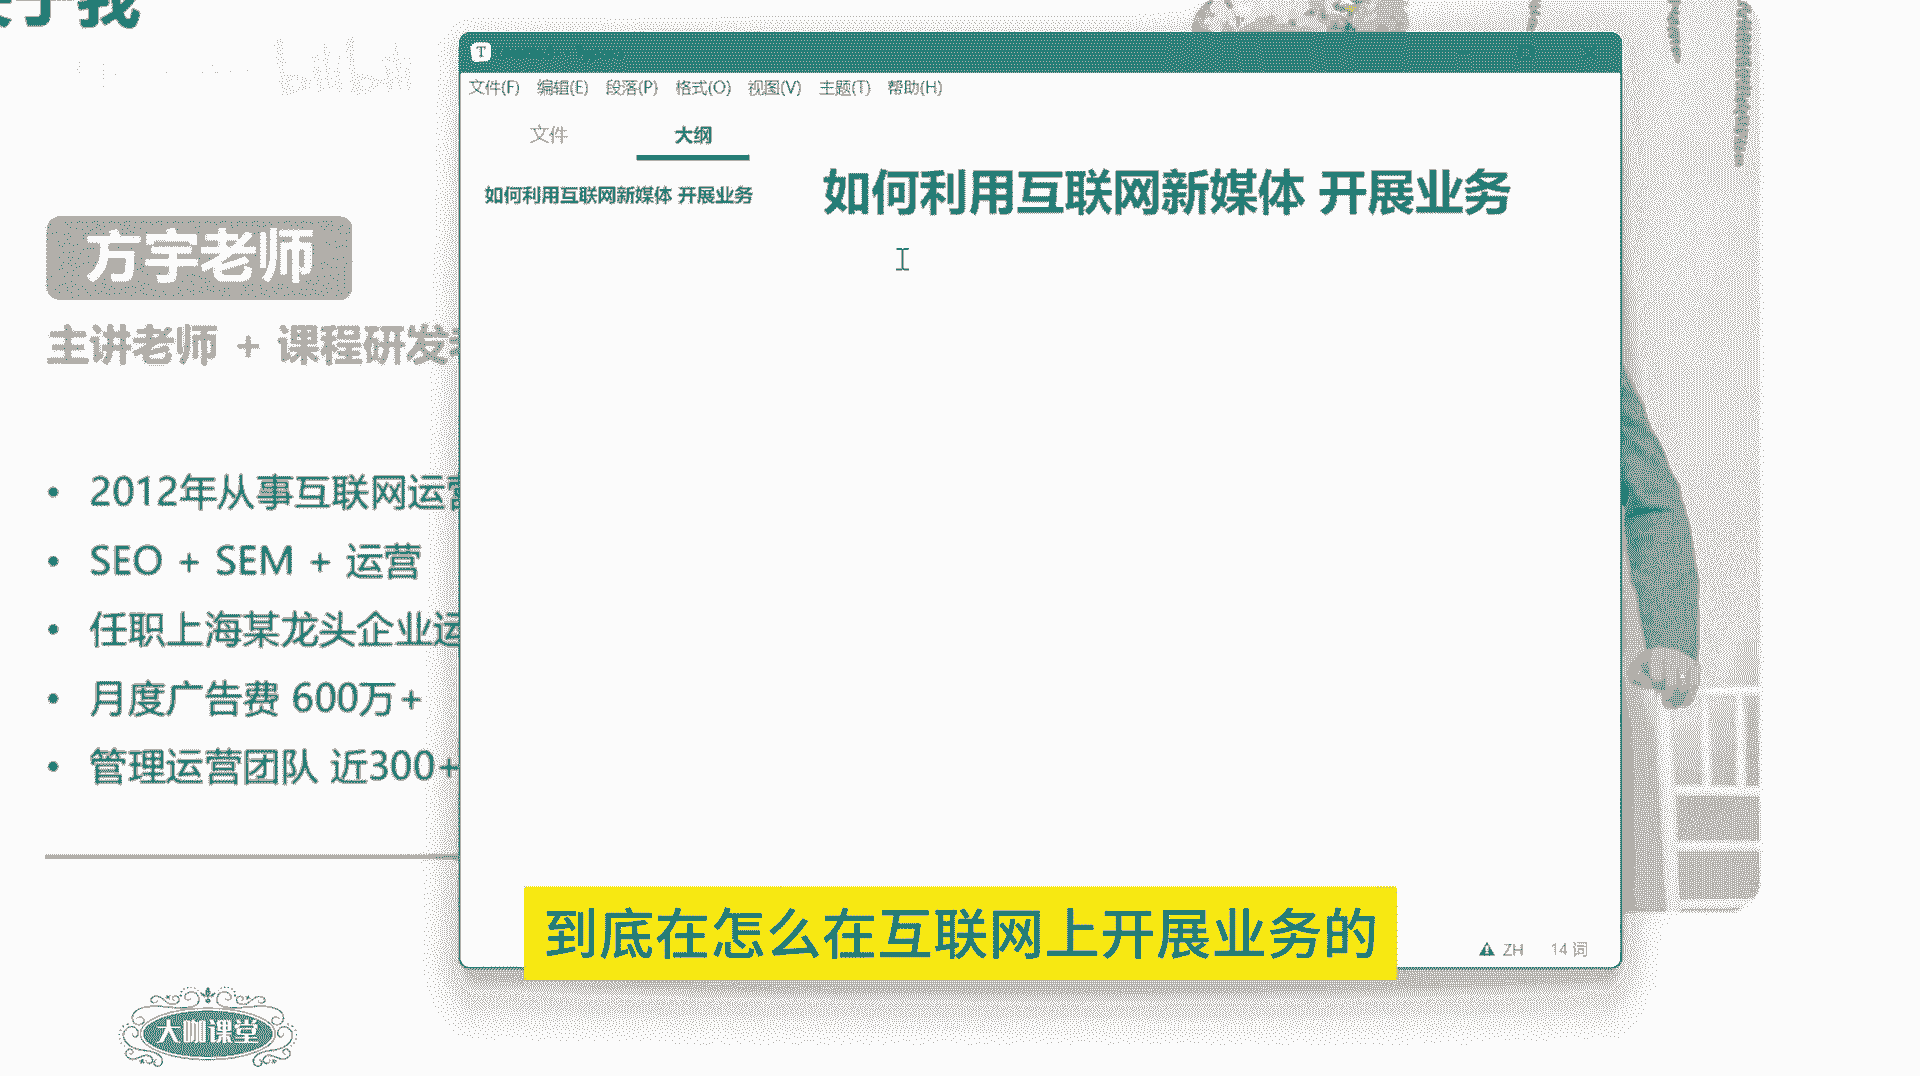 bilibili
方宇老师
主讲老师 + 课程研发
2012年从事互联网运营
SEO + SEM + 运营
任职上海某龙头企业运
月度广告费 600万+
管理运营团队 近300+
大咖课堂
T
文件(F) 编辑(E) 段落(P) 格式(O) 视图(V) 主题(T) 帮助(H)
文件 大纲
如何利用互联网新媒体 开展业务
如何利用互联网新媒体 开展业务
到底在怎么在互联网上开展业务的
ZH 14 词